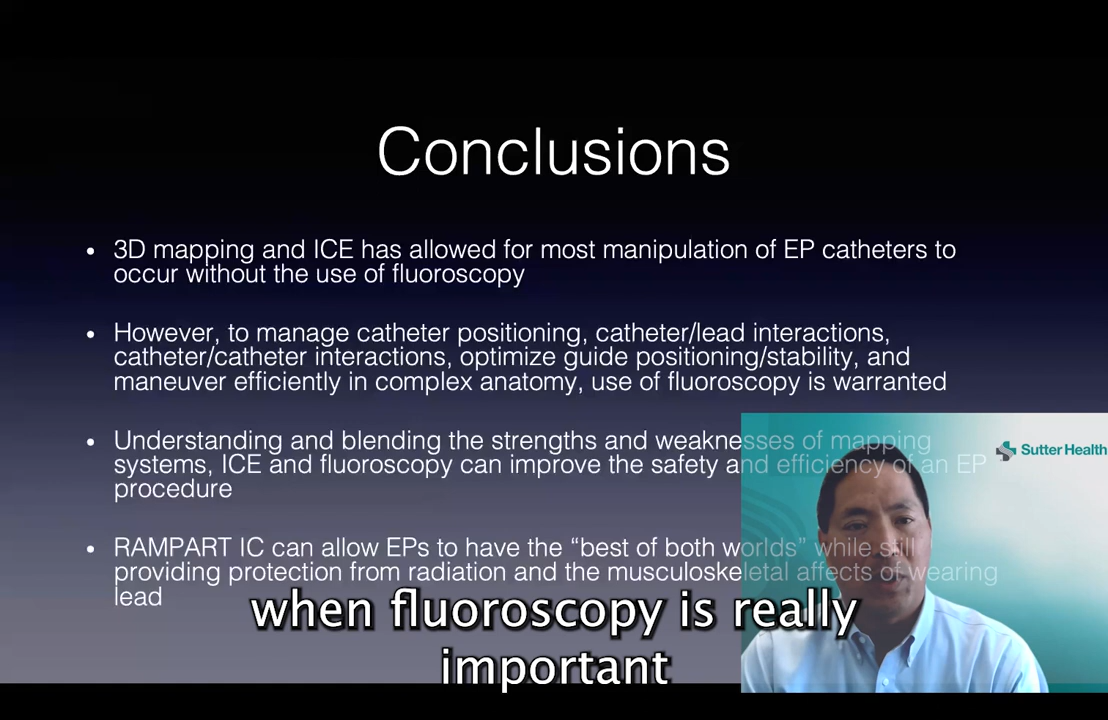 Conclusions
• 3D mapping and ICE has allowed for most manipulation of EP catheters to
occur without the use of fluoroscopy
• However, to manage catheter positioning, catheter/lead interactions,
catheter/catheter interactions, optimize guide positioning/stability, and
maneuver efficiently in complex anatomy, use of fluoroscopy is warranted
• Understanding and blending the strengths and weaknesses of mapping
systems, ICE and fluoroscopy can improve the safety and efficiency of an EP
procedure
Sutter Health
• RAMPART IC can allow EPs to have the “best of both worlds” while still
providing protection from radiation and the musculoskeletal affects of wearing
lead
when fluoroscopy is really
important